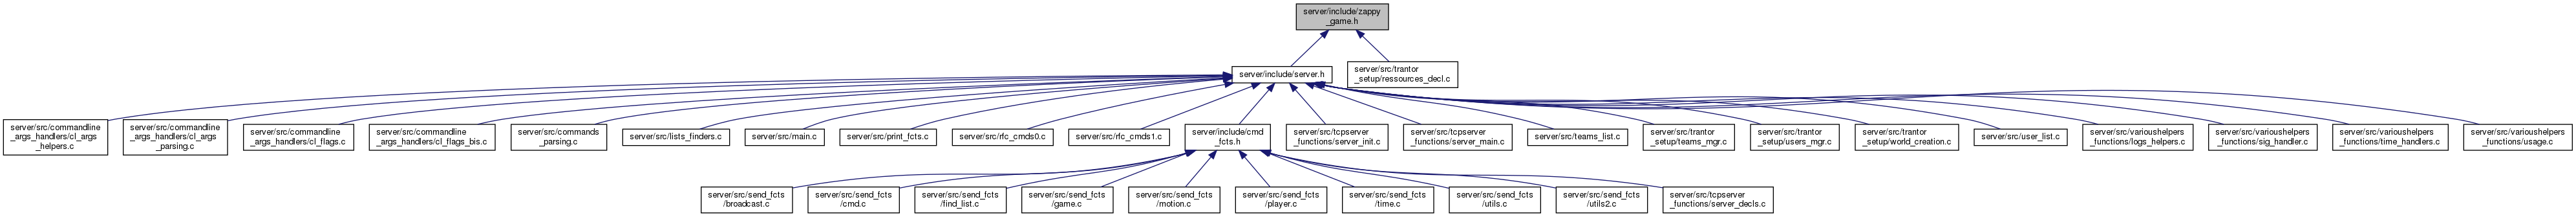 server/include/zappy
_game.h
server/include/server.h
server/src/trantor
_setup/ressources_decl.c
server/src/commandline
_args_handlers/cl_args
_helpers.c
server/src/commandline
_args_handlers/cl_args
_parsing.c
server/src/commandline
_args_handlers/cl_flags.c
server/src/commandline
_args_handlers/cl_flags_bis.c
server/src/commands
_parsing.c
server/src/lists_finders.c
server/src/main.c
server/src/print_fcts.c
server/src/rfc_cmds0.c
server/src/rfc_cmds1.c
server/include/cmd
_fcts.h
server/src/tcpserver
_functions/server_init.c
server/src/tcpserver
_functions/server_main.c
server/src/teams_list.c
server/src/trantor
_setup/teams_mgr.c
server/src/trantor
_setup/users_mgr.c
server/src/trantor
_setup/world_creation.c
server/src/user_list.c
server/src/varioushelpers
_functions/logs_helpers.c
server/src/varioushelpers
_functions/sig_handler.c
server/src/varioushelpers
_functions/time_handlers.c
server/src/varioushelpers
_functions/usage.c
server/src/send_fcts
/broadcast.c
server/src/send_fcts
/cmd.c
server/src/send_fcts
/find_list.c
server/src/send_fcts
/game.c
server/src/send_fcts
/motion.c
server/src/send_fcts
/player.c
server/src/send_fcts
/time.c
server/src/send_fcts
/utils.c
server/src/send_fcts
/utils2.c
server/src/tcpserver
_functions/server_decls.c